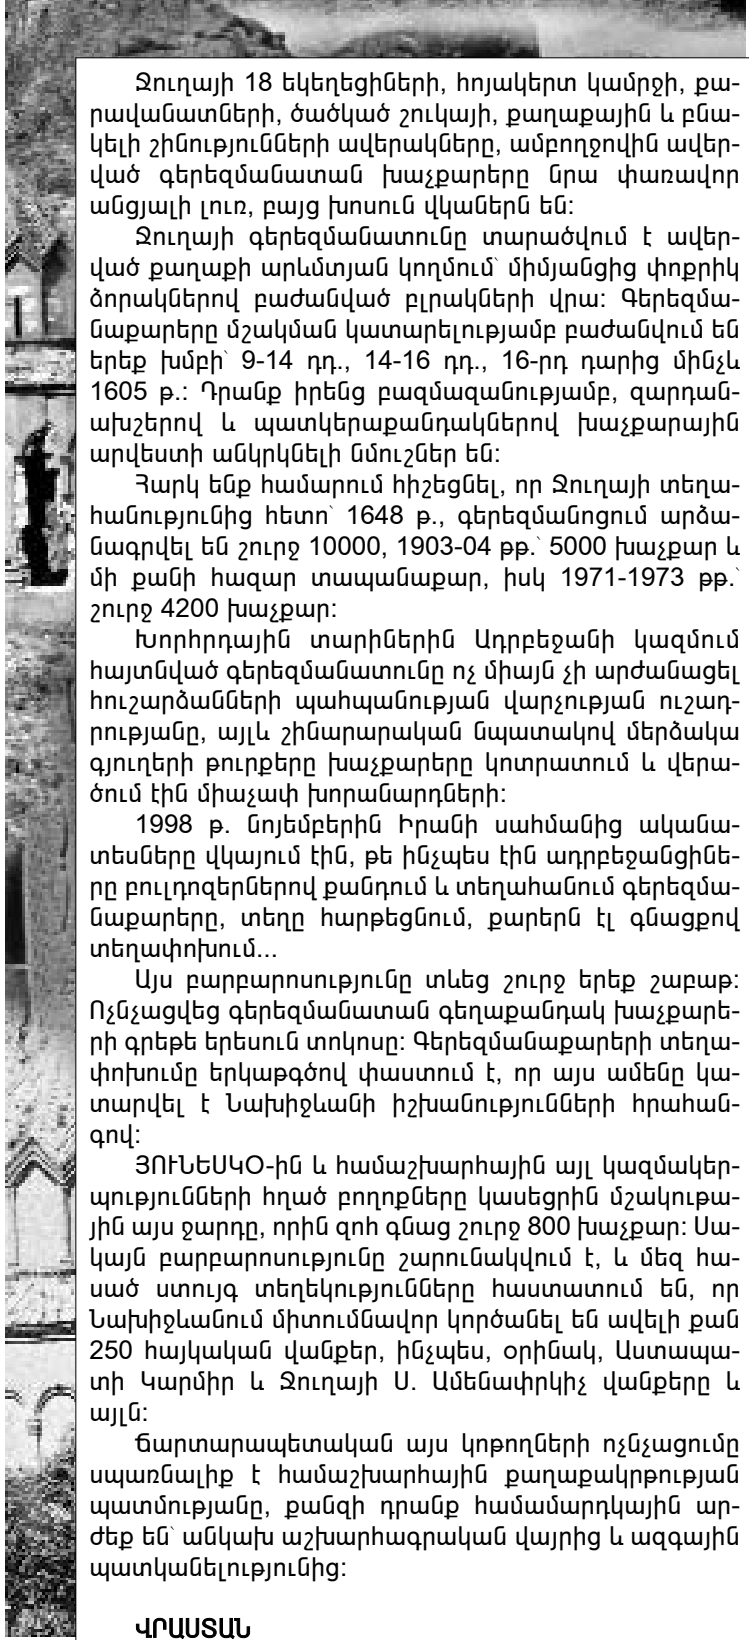 Ջուղայի 18 եկեղեցիների, հոյակերտ կամրջի, քա-
րավանատների, ծածկած շուկայի, քաղաքային և բնա-
կելի շինությունների ավերակները, ամբողջովին ավեր-
ված գերեզմանատան խաչքարերը նրա փառավոր
անցյալի լուռ, բայց խոսուն վկաներն են:
Ջուղայի գերեզմանատունը տարածվում է ավեր-
ված քաղաքի արևմտյան կողմում՝ միմյանցից փոքրիկ
ձորակներով բաժանված բլրակների վրա: Գերեզմա-
նաքարերը մշակման կատարելությամբ բաժանվում են
երեք խմբի՝ 9-14 դդ., 14-16 դդ., 16-րդ դարից մինչև
1605 թ.: Դրանք իրենց բազմազանությամբ, զարդան-
ախշերով և պատկերաքանդակներով խաչքարային
արվեստի անկրկնելի նմուշներ են:
Հարկ ենք համարում հիշեցնել, որ Ջուղայի տեղա-
հանությունից հետո՝ 1648 թ., գերեզմանոցում արձա-
նագրվել են շուրջ 10000, 1903-04 թթ.՝ 5000 խաչքար և
մի քանի հազար տապանաքար, իսկ 1971-1973 թթ.՝
շուրջ 4200 խաչքար:
Խորհրդային տարիներին Ադրբեջանի կազմում
հայտնված գերեզմանատունը ոչ միայն չի արժանացել
հուշարձանների պահպանության վարչության ուշադ-
րությանը, այլև շինարարական նպատակով մերձակա
գյուղերի թուրքերը խաչքարերը կոտրատում և վերա-
ծում էին միաչափ խորանարդների:
1998 թ. նոյեմբերին Իրանի սահմանից ականա-
տեսները վկայում էին, թե ինչպես էին ադրբեջանցինե-
րը բուլդոզերներով քանդում և տեղահանում գերեզմա-
նաքարերը, տեղը հարթեցնում, քարերն էլ գնացքով
տեղափոխում...
Այս բարբարոսությունը տևեց շուրջ երեք շաբաթ:
Ոչնչացվեց գերեզմանատան գեղաքանդակ խաչքարե-
րի գրեթե երեսուն տոկոսը: Գերեզմանաքարերի տեղա-
փոխումը երկաթգծով փաստում է, որ այս ամենը կա-
տարվել է Նախիջևանի իշխանությունների հրահան-
գով:
ՅՈՒՆԵՍԿՕ-ին և համաշխարհային այլ կազմակեր-
պությունների հղած բողոքները կասեցրին մշակութա-
յին այս ջարդը, որին զոհ գնաց շուրջ 800 խաչքար: Սա-
կայն բարբարոսությունը շարունակվում է, և մեզ հա-
սած ստույգ տեղեկությունները հաստատում են, որ
Նախիջևանում միտումնավոր կործանել են ավելի քան
250 հայկական վանքեր, ինչպես, օրինակ, Աստապա-
տի Կարմիր և Ջուղայի Ս. Ամենափրկիչ վանքերը և
այլն:
Ճարտարապետական այս կոթողների ոչնչացումը
սպառնալիք է համաշխարհային քաղաքակրթության
պատմությանը, քանզի դրանք համամարդկային ար-
ժեք են՝ անկախ աշխարհագրական վայրից և ազգային
պատկանելությունից:
ՎՐԱՍՏԱՆ